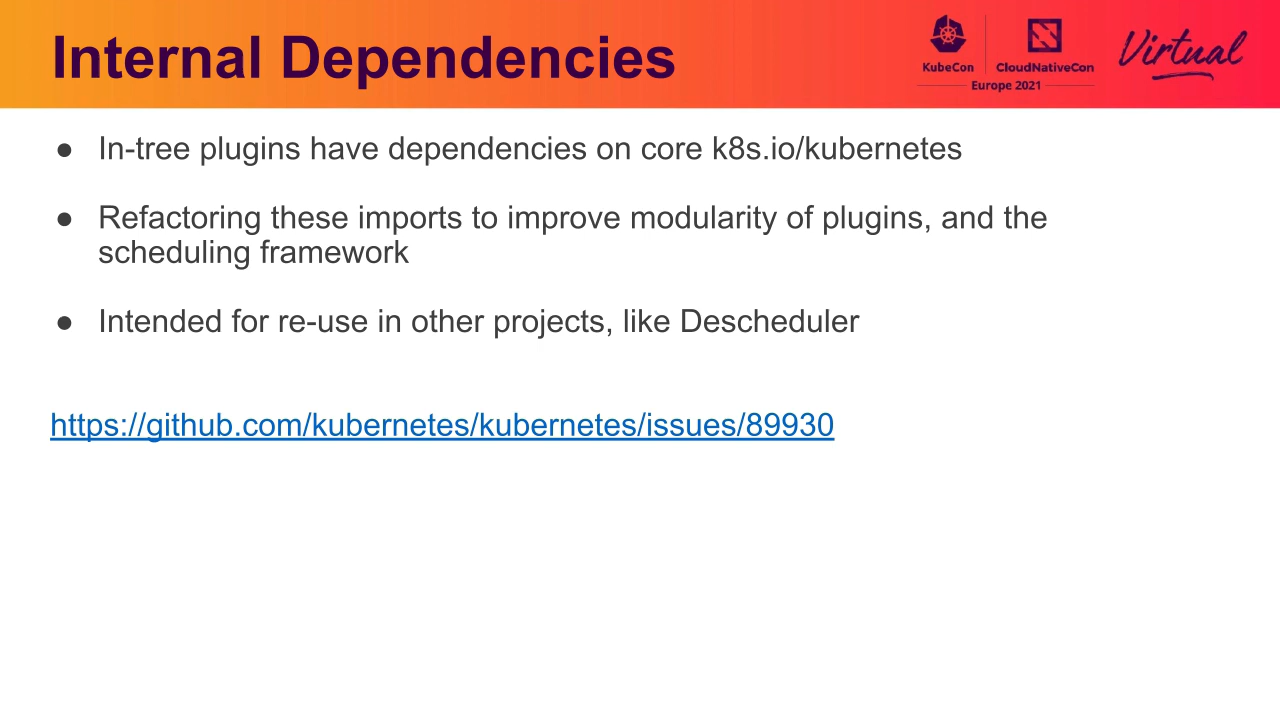 Internal Dependencies
KubeCon
CloudNativeCon
Europe 2021
Virtual
● In-tree plugins have dependencies on core k8s.io/kubernetes
● Refactoring these imports to improve modularity of plugins, and the
scheduling framework
● Intended for re-use in other projects, like Descheduler
https://github.com/kubernetes/kubernetes/issues/89930